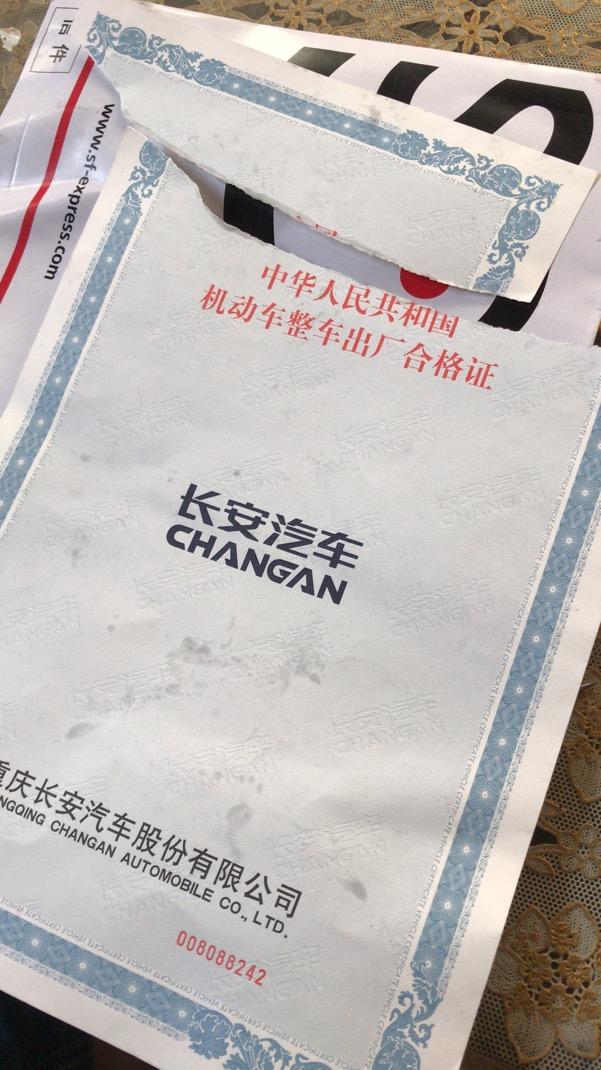 www.sf-express.com
中华人民共和国
机动车整车出厂合格证
长安汽车
CHANGAN
重庆长安汽车股份有限公司
CHONGQING CHANGAN AUTOMOBILE CO., LTD.
008088242